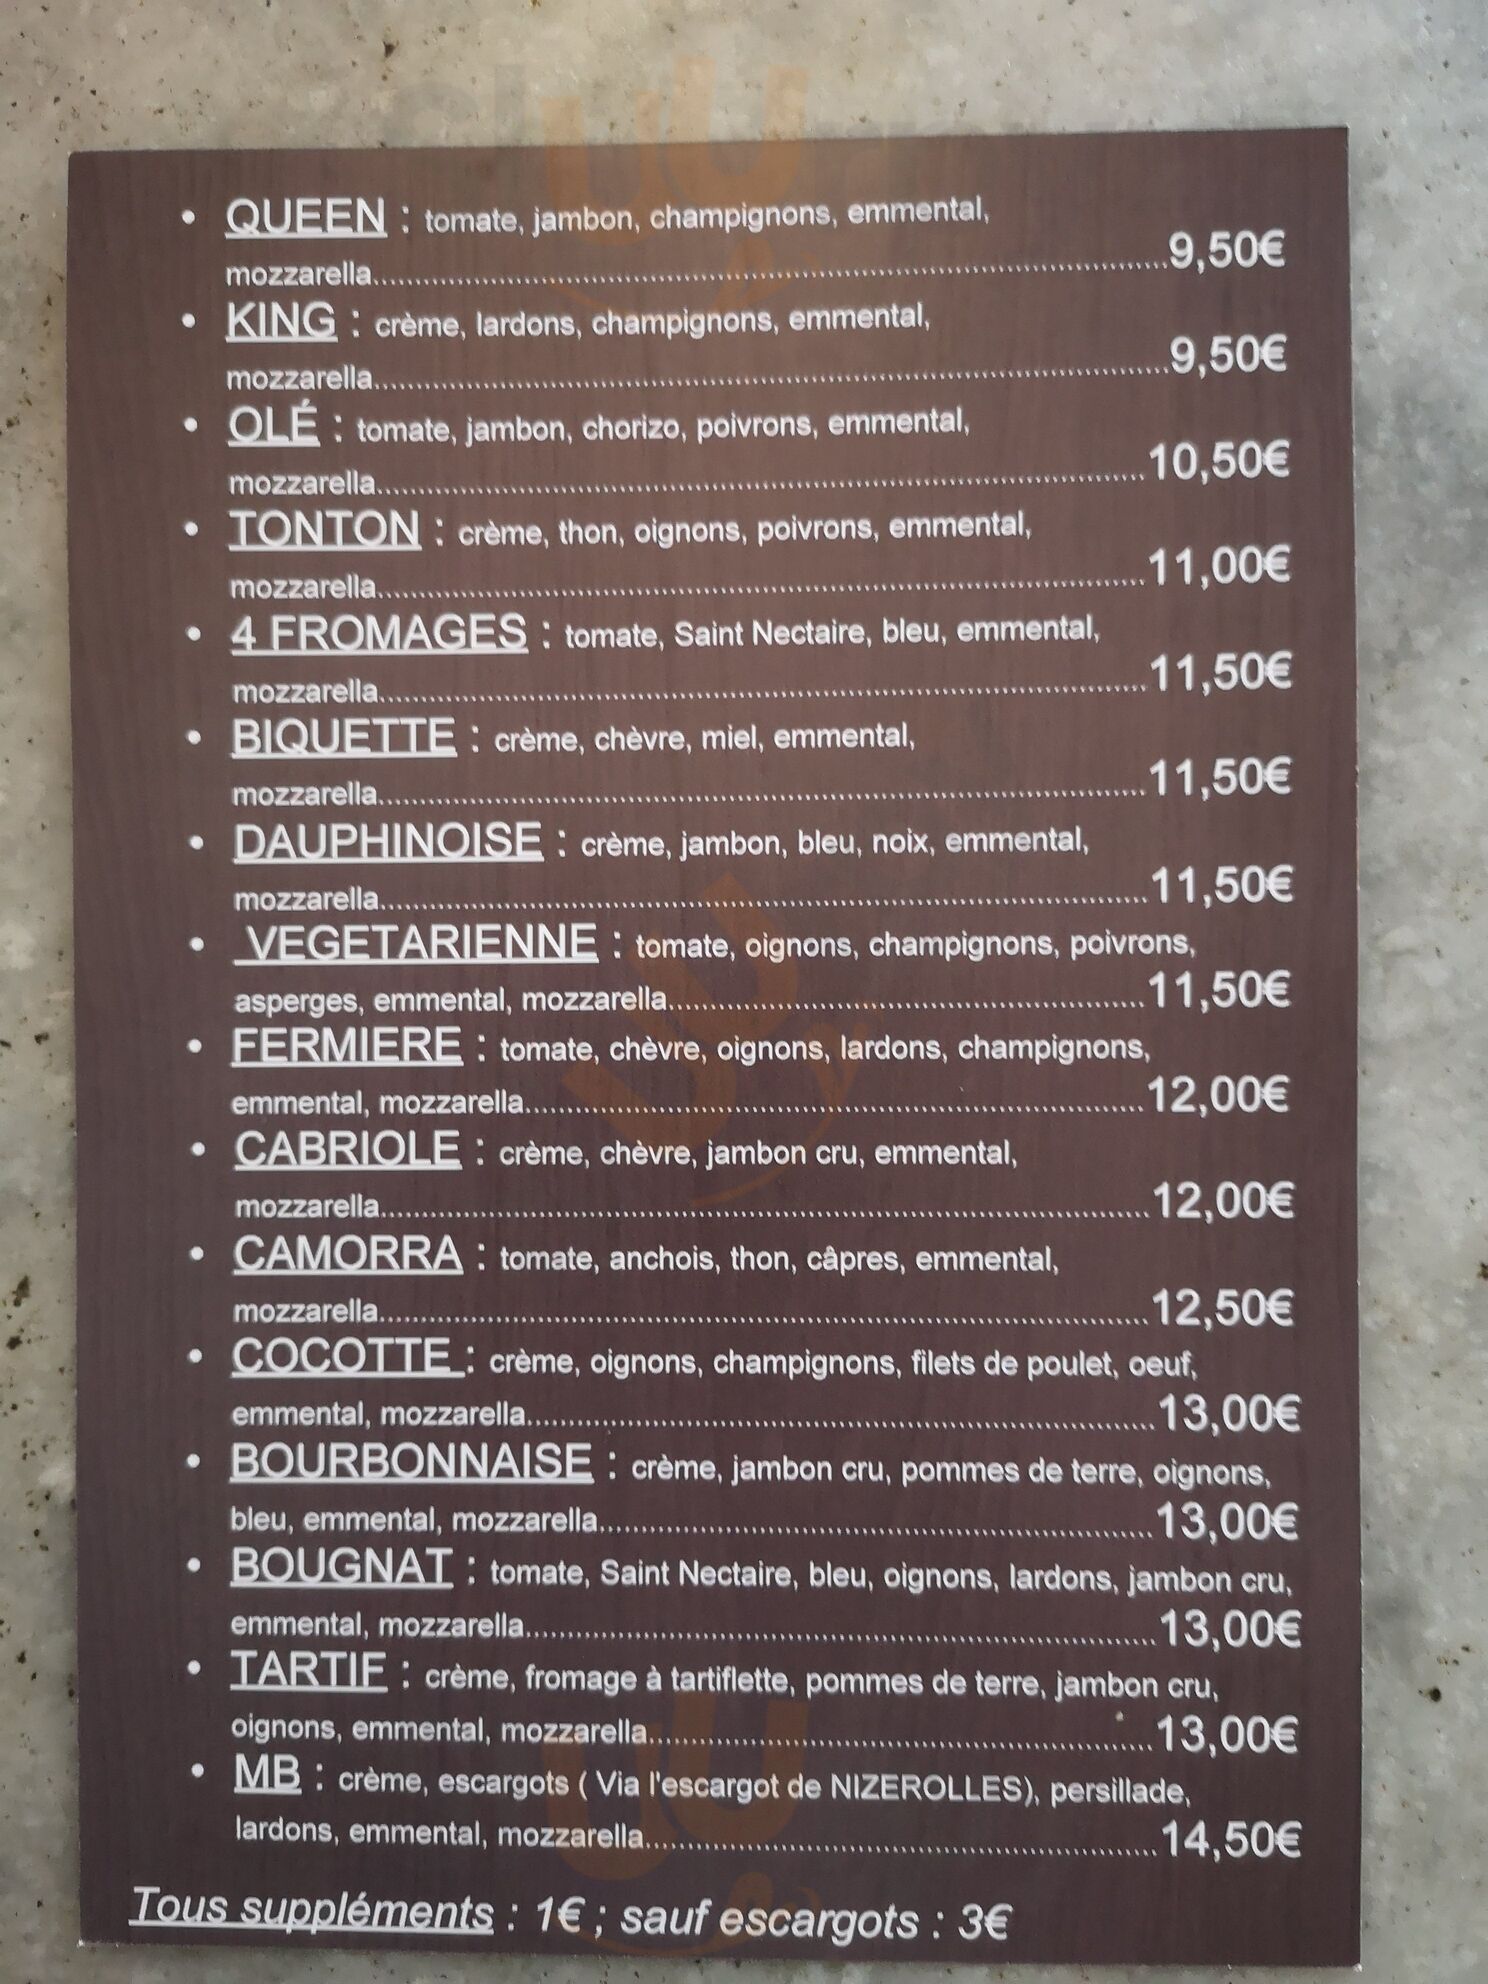 • QUEEN : tomate, jambon, champignons, emmental,
mozzarella....................9,50€
• KING : crème, lardons, champignons, emmental,
mozzarella....................9,50€
• OLÉ : tomate, jambon, chorizo, poivrons, emmental,
mozzarella....................10,50€
• TONTON : crème, thon, oignons, poivrons, emmental,
mozzarella....................11,00€
• 4 FROMAGES : tomate, Saint Nectaire, bleu, emmental,
mozzarella....................11,50€
• BIQUETTE : crème, chèvre, miel, emmental,
mozzarella....................11,50€
• DAUPHINOISE : crème, jambon, bleu, noix, emmental,
mozzarella....................11,50€
• VEGETARIENNE : tomate, oignons, champignons, poivrons,
asperges, emmental, mozzarella....................11,50€
• FERMIERE : tomate, chèvre, oignons, lardons, champignons,
emmental, mozzarella....................12,00€
• CABRIOLE : crème, chèvre, jambon cru, emmental,
mozzarella....................12,00€
• CAMORRA : tomate, anchois, thon, câpres, emmental,
mozzarella....................12,50€
• COCOTTE : crème, oignons, champignons, filets de poulet, oeuf,
emmental, mozzarella....................13,00€
• BOURBONNAISE : crème, jambon cru, pommes de terre, oignons,
bleu, emmental, mozzarella....................13,00€
• BOUGNAT : tomate, Saint Nectaire, bleu, oignons, lardons, jambon cru,
emmental, mozzarella....................13,00€
• TARTIF : crème, fromage à tartiflette, pommes de terre, jambon cru,
oignons, emmental, mozzarella....................13,00€
• MB : crème, escargots ( Via l'escargot de NIZEROLLES), persillade,
lardons, emmental, mozzarella....................14,50€
Tous suppléments : 1€ ; sauf escargots : 3€